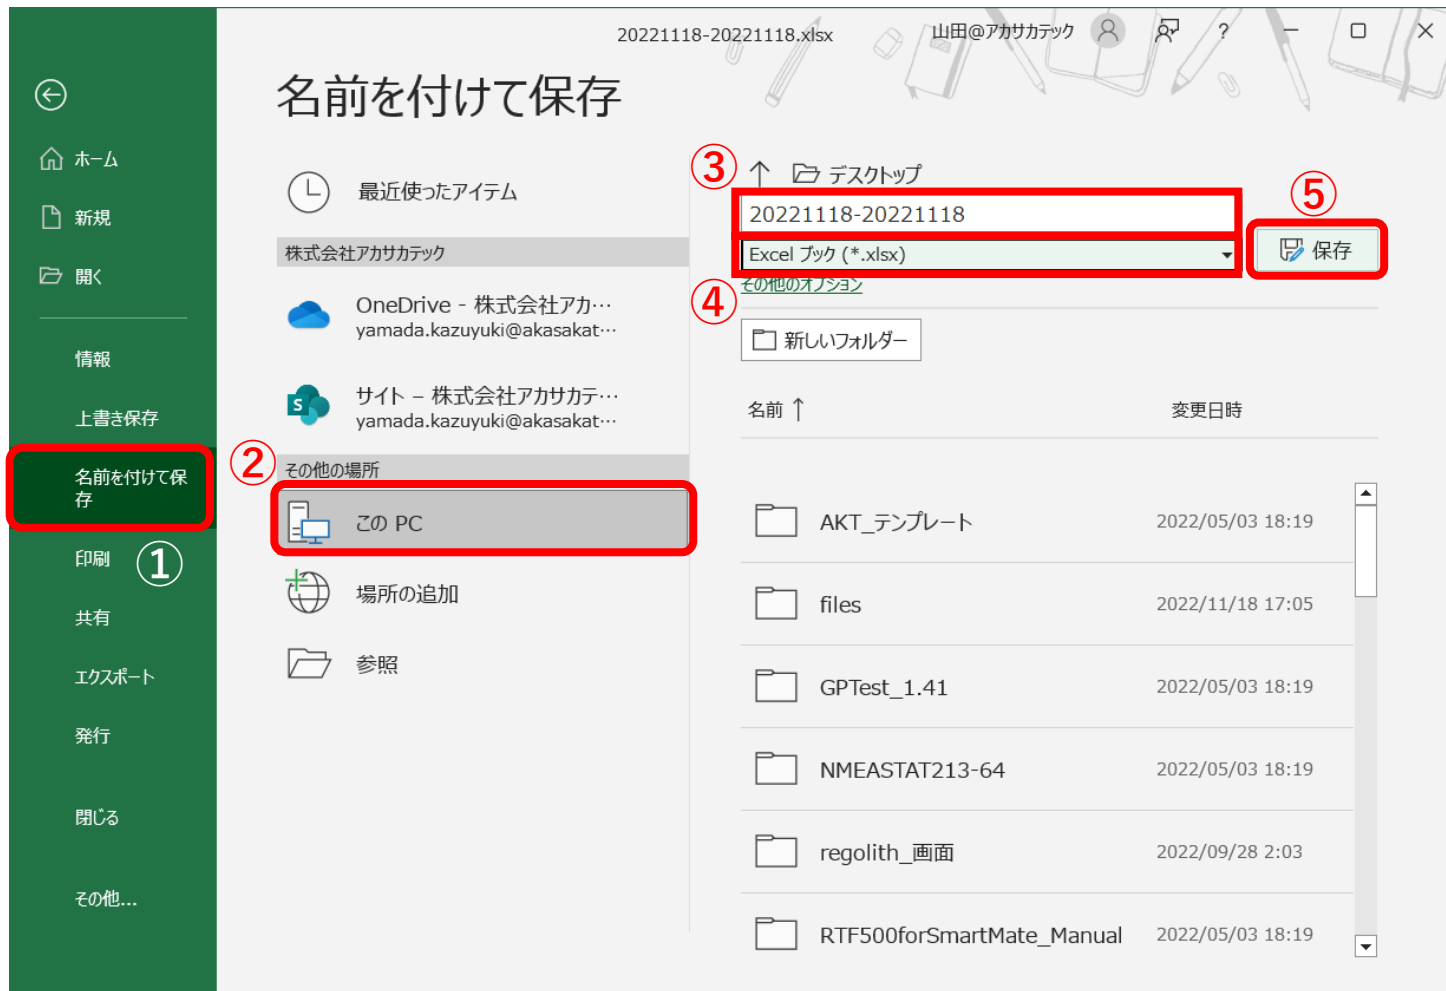 20221118-20221118.xlsx
山田@アカサカテック
?
名前を付けて保存
ホーム
新規
開く
情報
上書き保存
名前を付けて保
存
①
印刷
共有
エクスポート
発行
閉じる
その他...
最近使ったアイテム
株式会社アカサカテック
OneDrive - 株式会社アカ…
yamada.kazuyuki@akasakat…
サイト – 株式会社アカサカテ…
yamada.kazuyuki@akasakat…
②
その他の場所
この PC
場所の追加
参照
③
↑ デスクトップ
20221118-20221118
Excel ブック (*.xlsx)
⑤
保存
④
その他のオプション
新しいフォルダー
名前 ↑ 変更日時
AKT_テンプレート 2022/05/03 18:19
files 2022/11/18 17:05
GPTest_1.41 2022/05/03 18:19
NMEASTAT213-64 2022/05/03 18:19
regolith_画面 2022/09/28 2:03
RTF500forSmartMate_Manual 2022/05/03 18:19